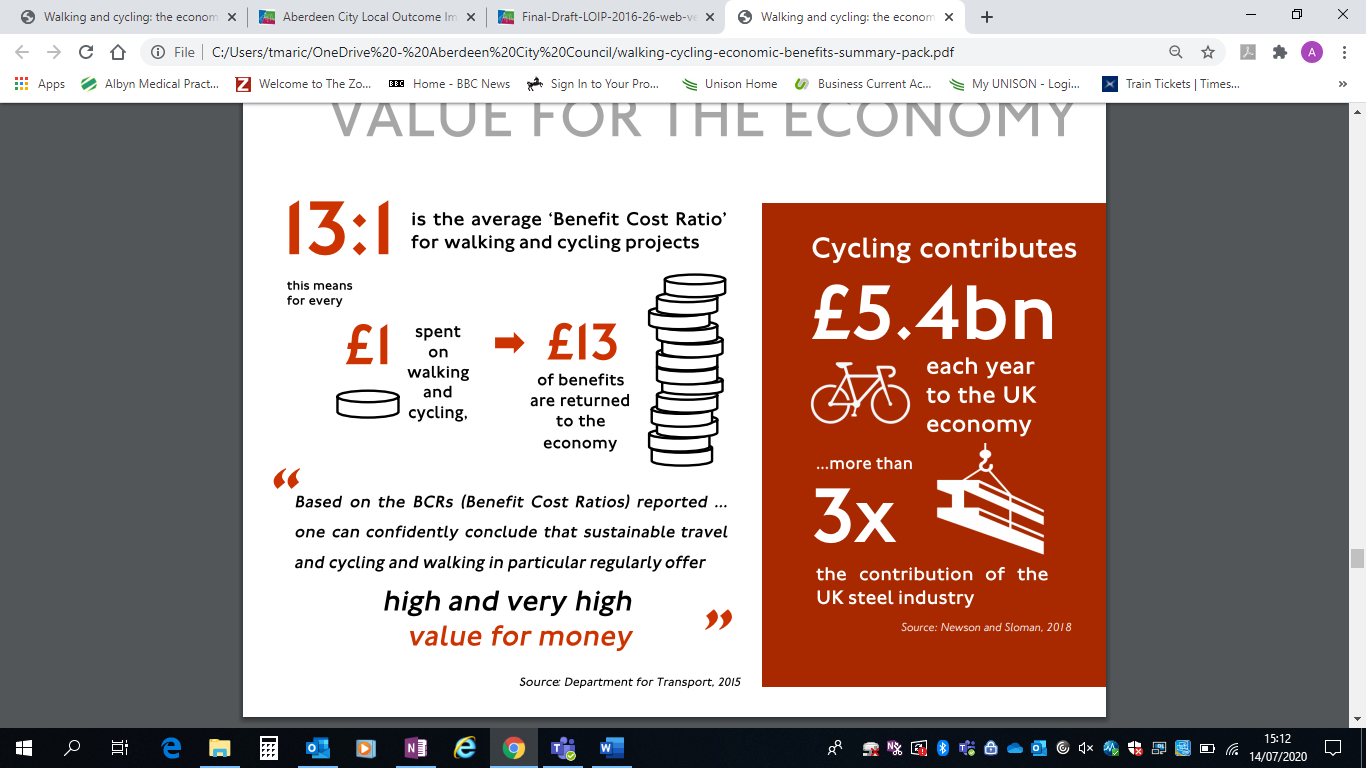 Walking and cycling: the econom
Aberdeen City Local Outcome Im
Final-Draft-LOIP-2016-26-web-ve
Walking and cycling: the econom
File
C:/Users/tmaric/OneDrive%20-%20Aberdeen%20City%20Council/walking-cycling-economic-benefits-summary-pack.pdf
A
Apps
Albyn Medical Pract...
Welcome to The Zo...
Home - BBC News
Sign In to Your Pro...
Unison Home
Business Current Ac...
My UNISON - Logi...
Train Tickets | Times...
»
VALUE FOR THE ECONOMY
13:1
is the average ‘Benefit Cost Ratio’
for walking and cycling projects
this means
for every
£1
spent
on
walking
and
cycling,
£13
of benefits
are returned
to the
economy
“
Based on the BCRs (Benefit Cost Ratios) reported ...
one can confidently conclude that sustainable travel
and cycling and walking in particular regularly offer
high and very high
value for money
”
Source: Department for Transport, 2015
Cycling contributes
£5.4bn
each year
to the UK
economy
...more than
3x
the contribution of the
UK steel industry
Source: Newson and Sloman, 2018
15:12
14/07/2020